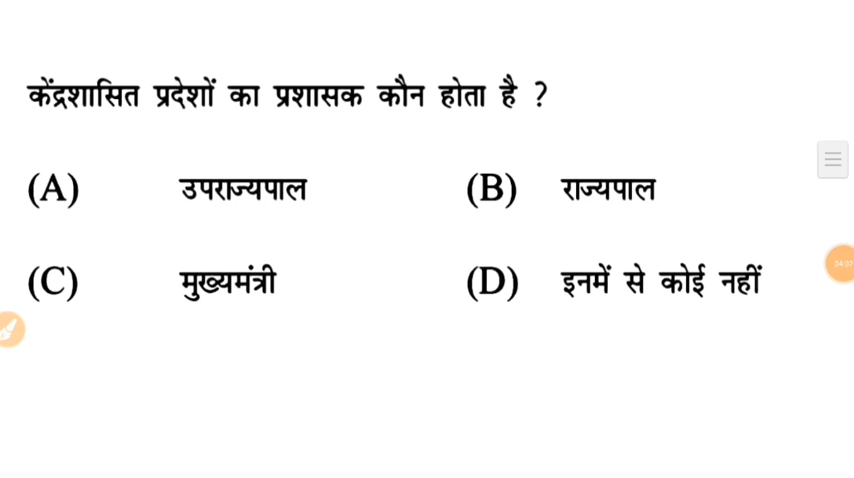 केंद्रशासित प्रदेशों का प्रशासक कौन होता है ?
(A) उपराज्यपाल (B) राज्यपाल
(C) मुख्यमंत्री (D) इनमें से कोई नहीं